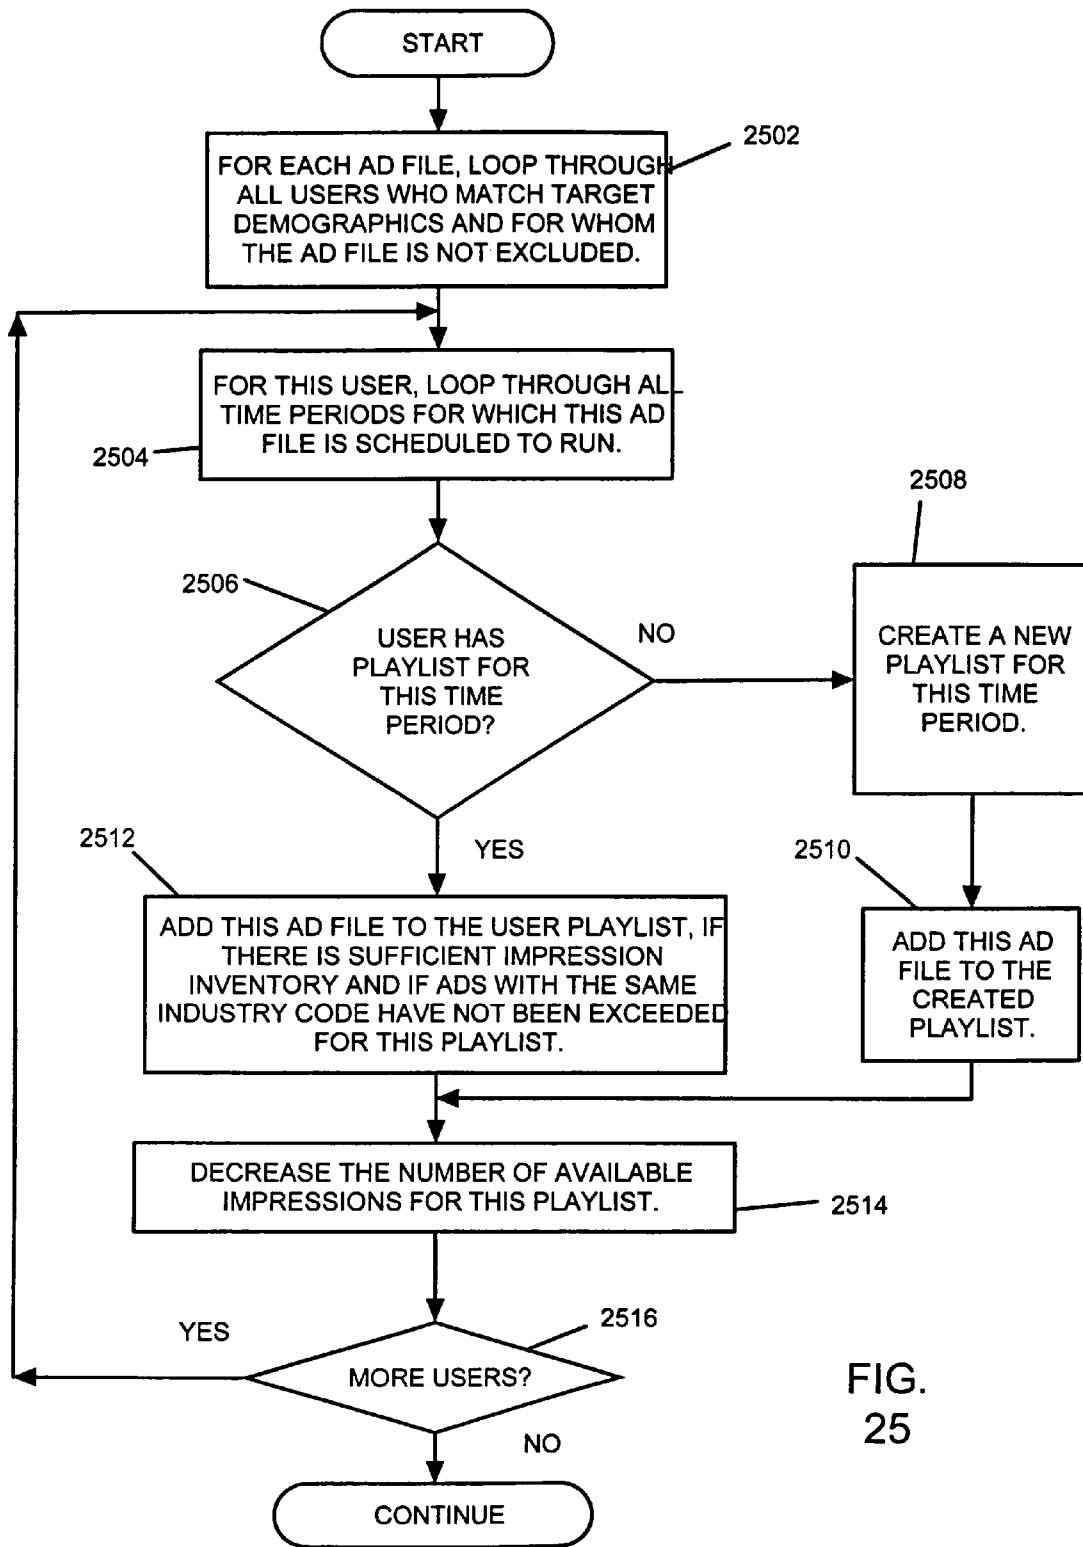 START
2502
FOR EACH AD FILE, LOOP THROUGH
ALL USERS WHO MATCH TARGET
DEMOGRAPHICS AND FOR WHOM
THE AD FILE IS NOT EXCLUDED.
FOR THIS USER, LOOP THROUGH ALL
TIME PERIODS FOR WHICH THIS AD
FILE IS SCHEDULED TO RUN.
2504
2506
USER HAS
PLAYLIST FOR
THIS TIME
PERIOD?
NO
2508
CREATE A NEW
PLAYLIST FOR
THIS TIME
PERIOD.
YES
2512
ADD THIS AD FILE TO THE USER PLAYLIST, IF
THERE IS SUFFICIENT IMPRESSION
INVENTORY AND IF ADS WITH THE SAME
INDUSTRY CODE HAVE NOT BEEN EXCEEDED
FOR THIS PLAYLIST.
2510
ADD THIS AD
FILE TO THE
CREATED
PLAYLIST.
DECREASE THE NUMBER OF AVAILABLE
IMPRESSIONS FOR THIS PLAYLIST.
2514
2516
YES
MORE USERS?
NO
CONTINUE
FIG.
25